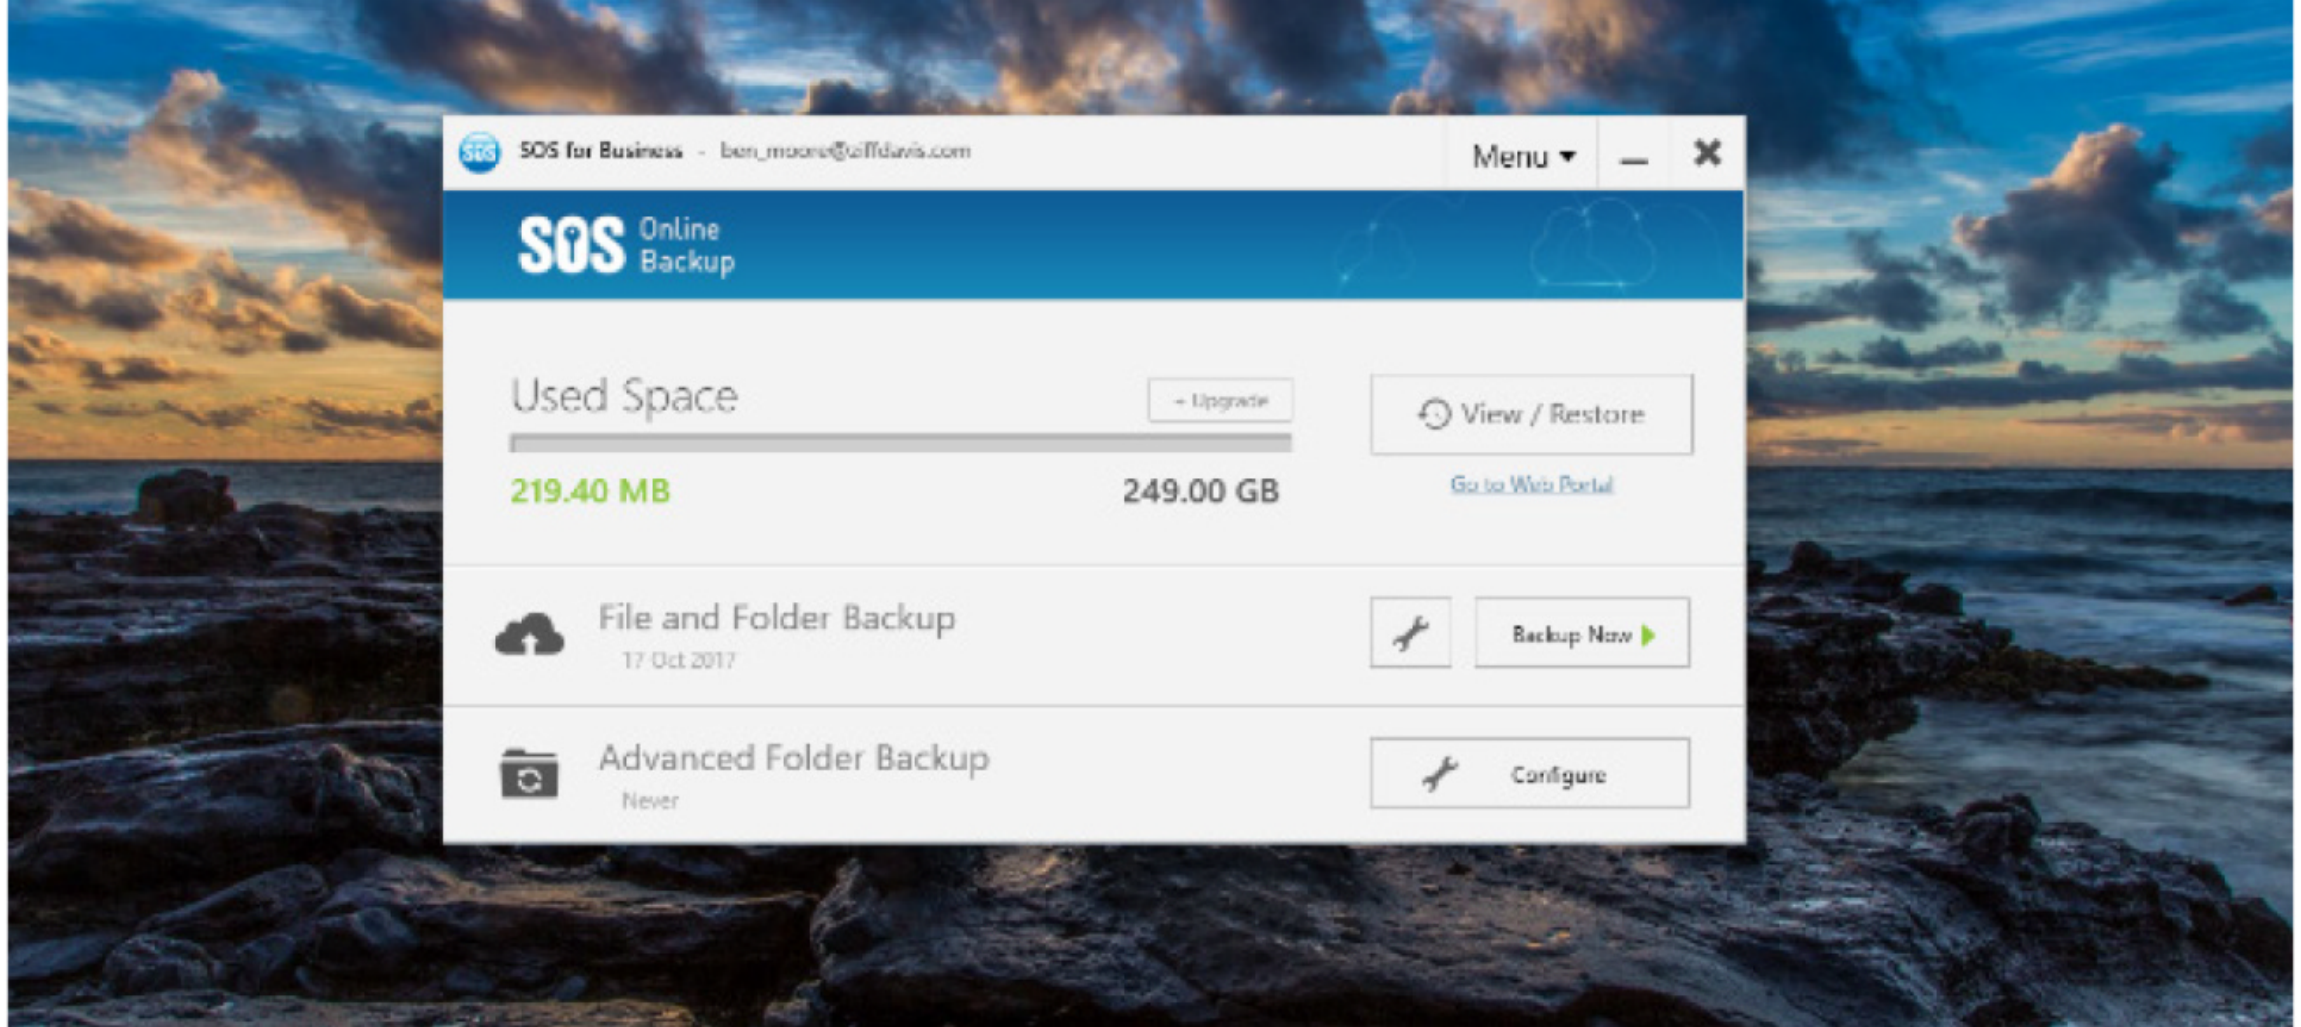 SOS
SOS for Business - ben_moore@ziffdavis.com
Menu
SOS Online
Backup
Used Space
+ Upgrade
View / Restore
219.40 MB
249.00 GB
Go to Web Portal
File and Folder Backup
17 Oct 2017
Backup Now
Advanced Folder Backup
Never
Configure